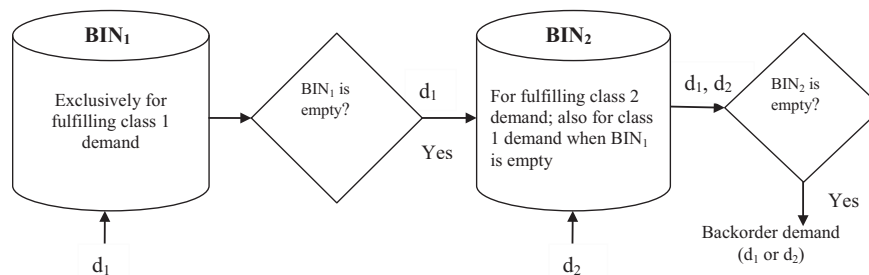 BIN₁
Exclusively for
fulfilling class 1
demand
d₁
BIN₁ is
empty?
d₁
Yes
BIN₂
For fulfilling class 2
demand; also for class
1 demand when BIN₁
is empty
d₂
d₁, d₂
BIN₂ is
empty?
Yes
Backorder demand
(d₁ or d₂)